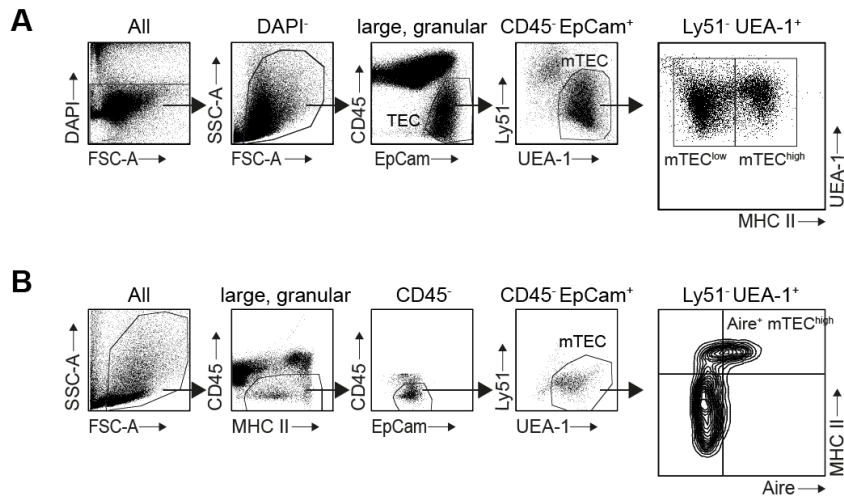 A
All
DAPI-
large, granular
CD45- EpCam+
Ly51- UEA-1+
DAPI
SSC-A
CD45
Ly51
UEA-1
mTEC
TEC
mTEClow
mTEChigh
FSC-A
FSC-A
EpCam
UEA-1
MHC II
B
All
large, granular
CD45-
CD45- EpCam+
Ly51- UEA-1+
SSC-A
CD45
CD45
Ly51
MHC II
mTEC
Aire+ mTEChigh
FSC-A
MHC II
EpCam
UEA-1
Aire